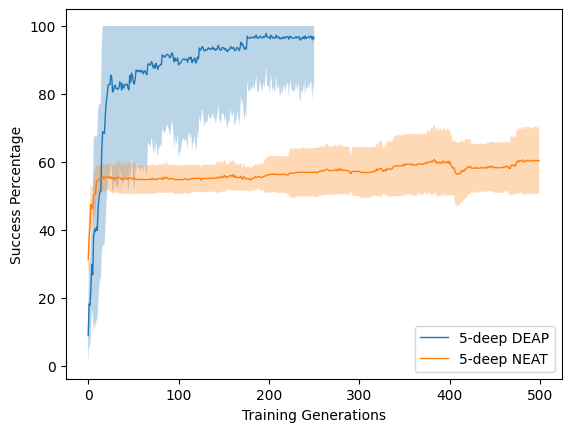 100
80
60
40
20
0
Success Percentage
5-deep DEAP
5-deep NEAT
0 100 200 300 400 500
Training Generations